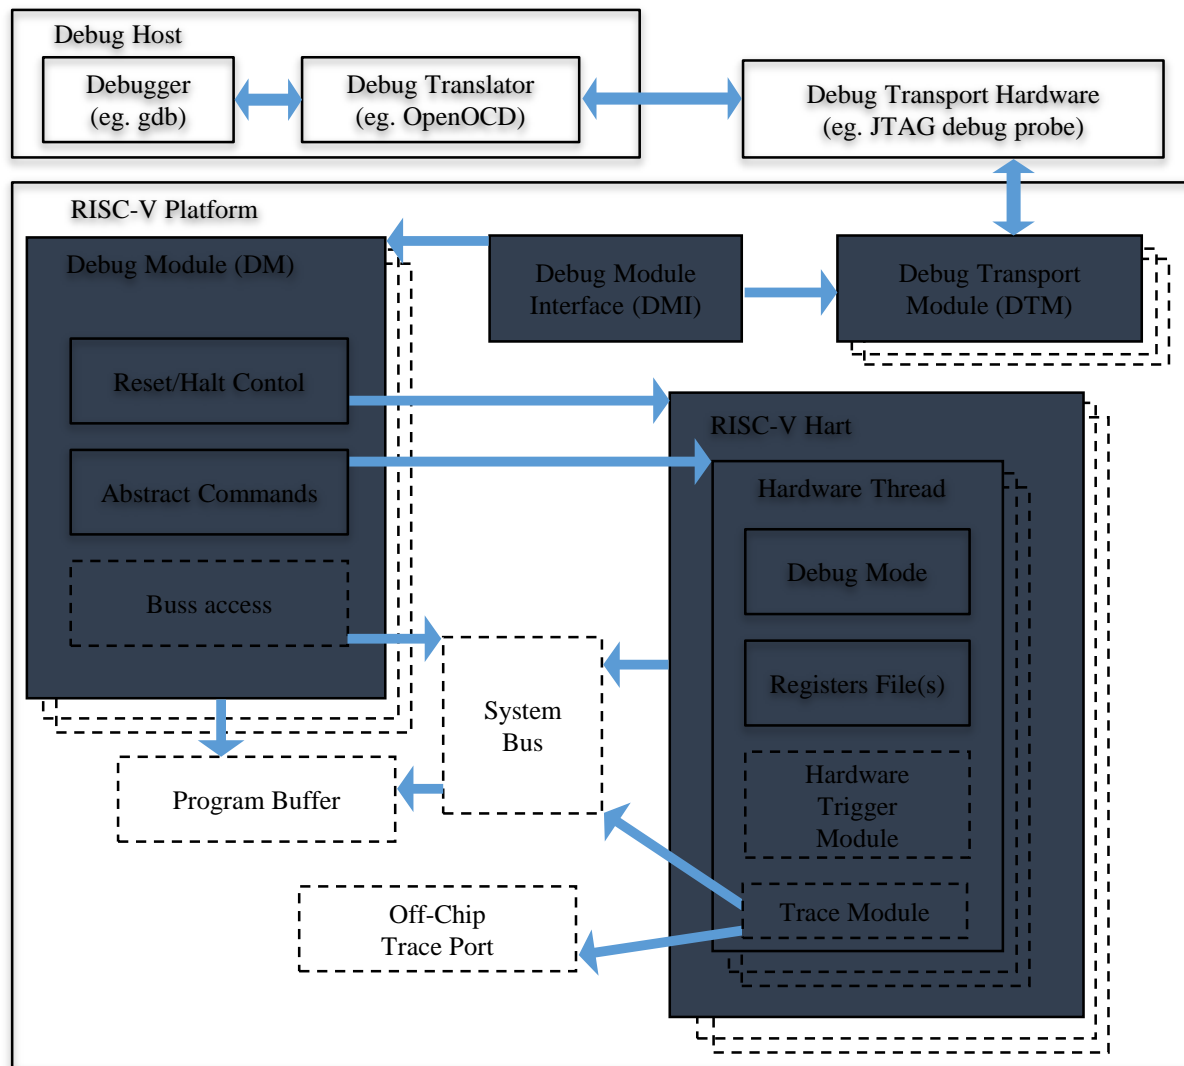 Debug Host
Debugger
(eg. gdb)
Debug Translator
(eg. OpenOCD)
Debug Transport Hardware
(eg. JTAG debug probe)
RISC-V Platform
Debug Module (DM)
Debug Module
Interface (DMI)
Debug Transport
Module (DTM)
Reset/Halt Contol
Abstract Commands
Buss access
RISC-V Hart
Hardware Thread
Debug Mode
Registers File(s)
Hardware
Trigger
Module
Trace Module
System
Bus
Program Buffer
Off-Chip
Trace Port